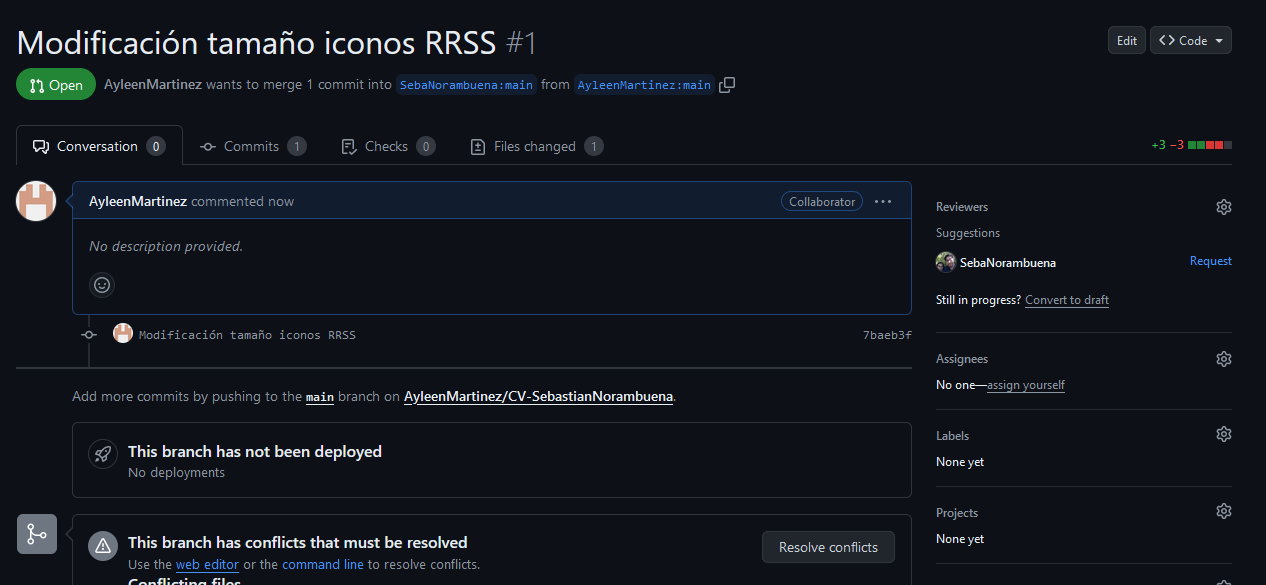 Modificación tamaño iconos RRSS #1
Edit
Code
Open
AyleenMartinez wants to merge 1 commit into SebaNorambuena:main from AyleenMartinez:main
Conversation 0
Commits 1
Checks 0
Files changed 1
+3 −3
AyleenMartinez commented now
Collaborator
No description provided.
Modificación tamaño iconos RRSS
7baeb3f
Add more commits by pushing to the main branch on AyleenMartinez/CV-SebastianNorambuena.
This branch has not been deployed
No deployments
This branch has conflicts that must be resolved
Use the web editor or the command line to resolve conflicts.
Resolve conflicts
Conflicting files
Reviewers
Suggestions
SebaNorambuena
Request
Still in progress? Convert to draft
Assignees
No one—assign yourself
Labels
None yet
Projects
None yet